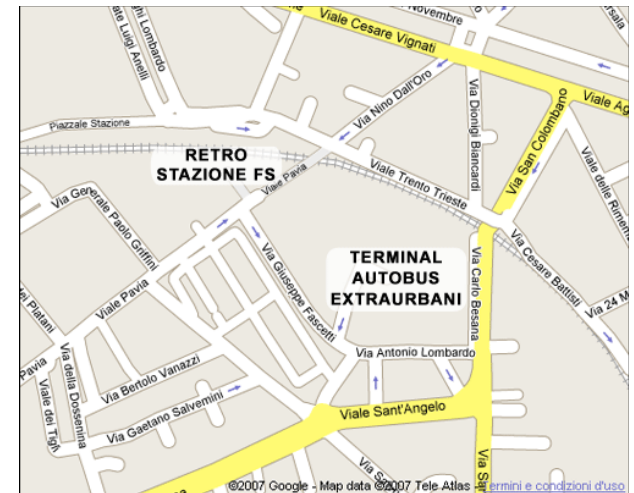 Novembre
Viale Cesare Vignati
Via Nino Dall'Oro
Via Dionigi Biancardi
Via San Colombano
Piazzale Stazione
RETRO
STAZIONE FS
Viale Pavia
Viale Trento Trieste
Via Generale Paolo Griffini
Via Cesare Battisti
TERMINAL
AUTOBUS
EXTRAURBANI
Via Giuseppe Fascetti
Via Carlo Besana
Viale Pavia
Via Antonio Lombardo
Via Bertolo Vanazzi
Via della Dossenina
Viale dei Tigli
Via Gaetano Salvemini
Viale Sant'Angelo
©2007 Google - Map data ©2007 Tele Atlas - Termini e condizioni d'uso